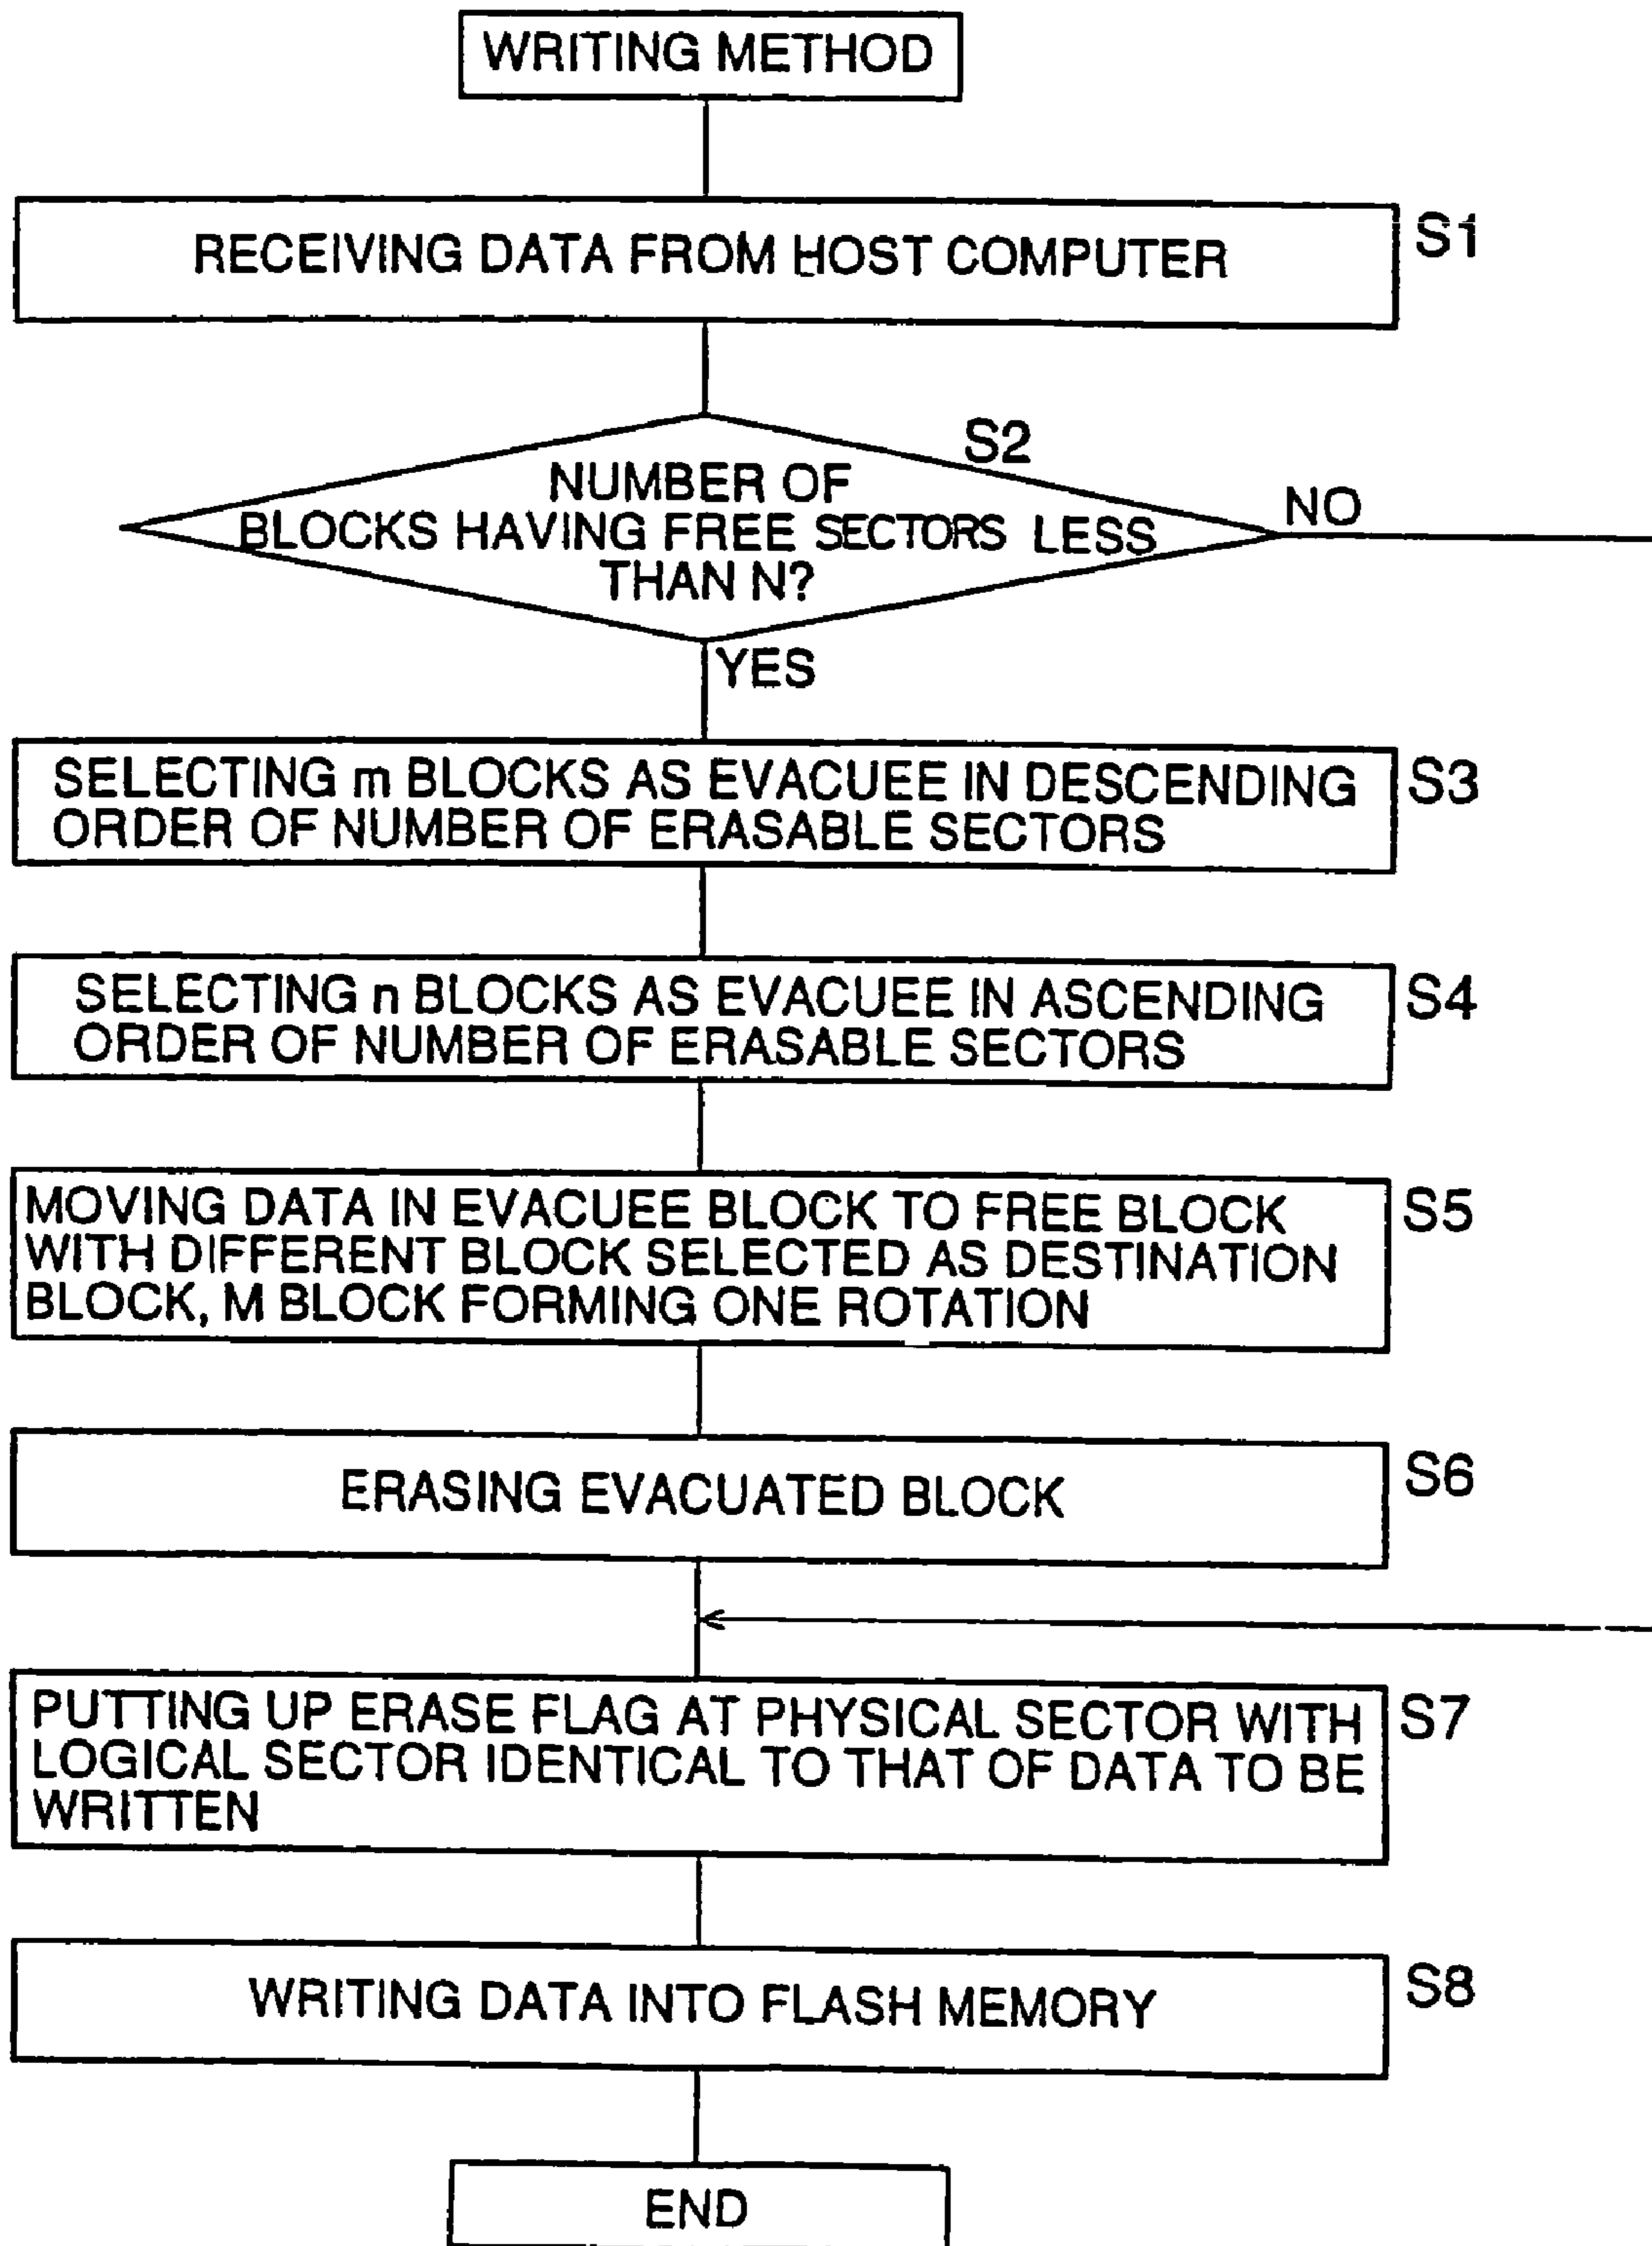 WRITING METHOD
RECEIVING DATA FROM HOST COMPUTER
S1
S2
NUMBER OF
BLOCKS HAVING FREE SECTORS LESS
THAN N?
NO
YES
SELECTING m BLOCKS AS EVACUEE IN DESCENDING
ORDER OF NUMBER OF ERASABLE SECTORS
S3
SELECTING n BLOCKS AS EVACUEE IN ASCENDING
ORDER OF NUMBER OF ERASABLE SECTORS
S4
MOVING DATA IN EVACUEE BLOCK TO FREE BLOCK
WITH DIFFERENT BLOCK SELECTED AS DESTINATION
BLOCK, M BLOCK FORMING ONE ROTATION
S5
ERASING EVACUATED BLOCK
S6
PUTTING UP ERASE FLAG AT PHYSICAL SECTOR WITH
LOGICAL SECTOR IDENTICAL TO THAT OF DATA TO BE
WRITTEN
S7
WRITING DATA INTO FLASH MEMORY
S8
END